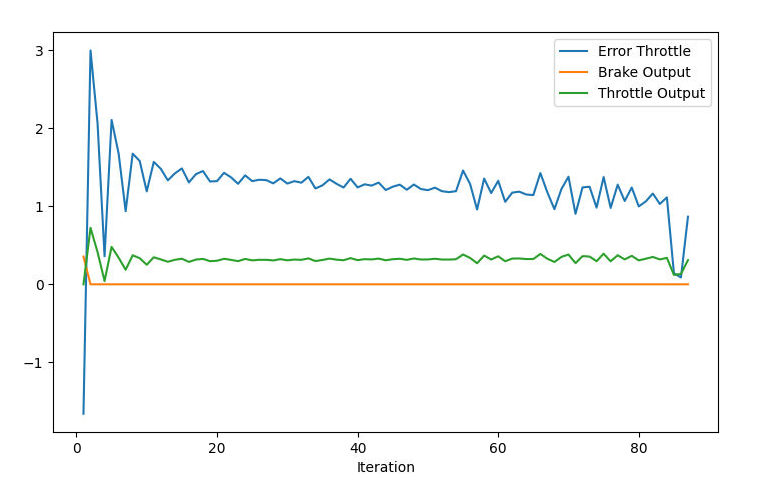 3
2
1
0
−1
Error Throttle
Brake Output
Throttle Output
0 20 40 60 80
Iteration